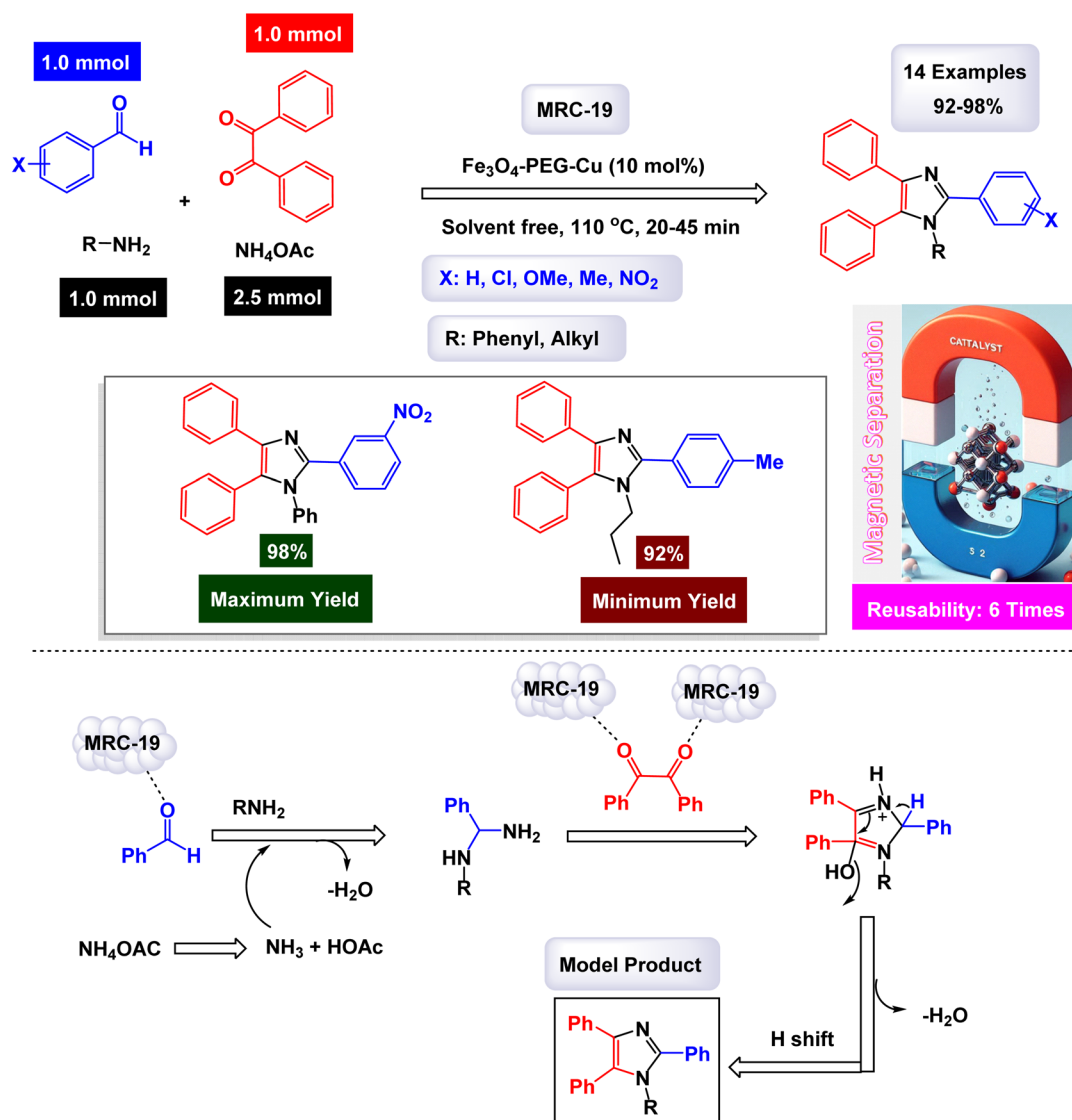 1.0 mmol
1.0 mmol
O
H
X
O
O
+
R–NH2
NH4OAc
1.0 mmol
2.5 mmol
MRC-19
Fe3O4-PEG-Cu (10 mol%)
Solvent free, 110 °C, 20-45 min
X: H, Cl, OMe, Me, NO2
R: Phenyl, Alkyl
14 Examples
92-98%
N
N
R
X
N
N
Ph
NO2
98%
Maximum Yield
N
N
Me
92%
Minimum Yield
Magnetic Separation
CATTALYST
S 2
Reusability: 6 Times
MRC-19
O
Ph
H
RNH2
-H2O
NH4OAC
NH3 + HOAc
Ph
NH2
HN
R
MRC-19
MRC-19
O
O
Ph
Ph
H
Ph
N
+
H
Ph
Ph
N
HO
R
-H2O
H shift
Model Product
Ph
N
Ph
Ph
N
R